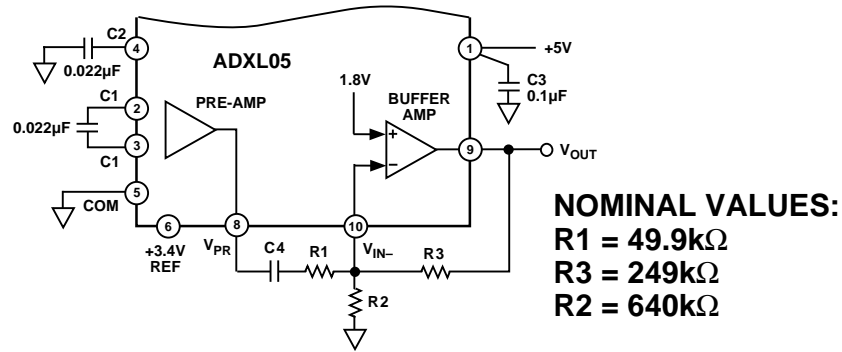 C2
4
0.022µF
ADXL05
1
+5V
C3
0.1µF
1.8V
C1
2
PRE-AMP
BUFFER
AMP
0.022µF
3
C1
+
−
9
VOUT
5
COM
6
8
10
+3.4V
REF
VPR
C4
R1
VIN–
R3
R2
NOMINAL VALUES:
R1 = 49.9kΩ
R3 = 249kΩ
R2 = 640kΩ